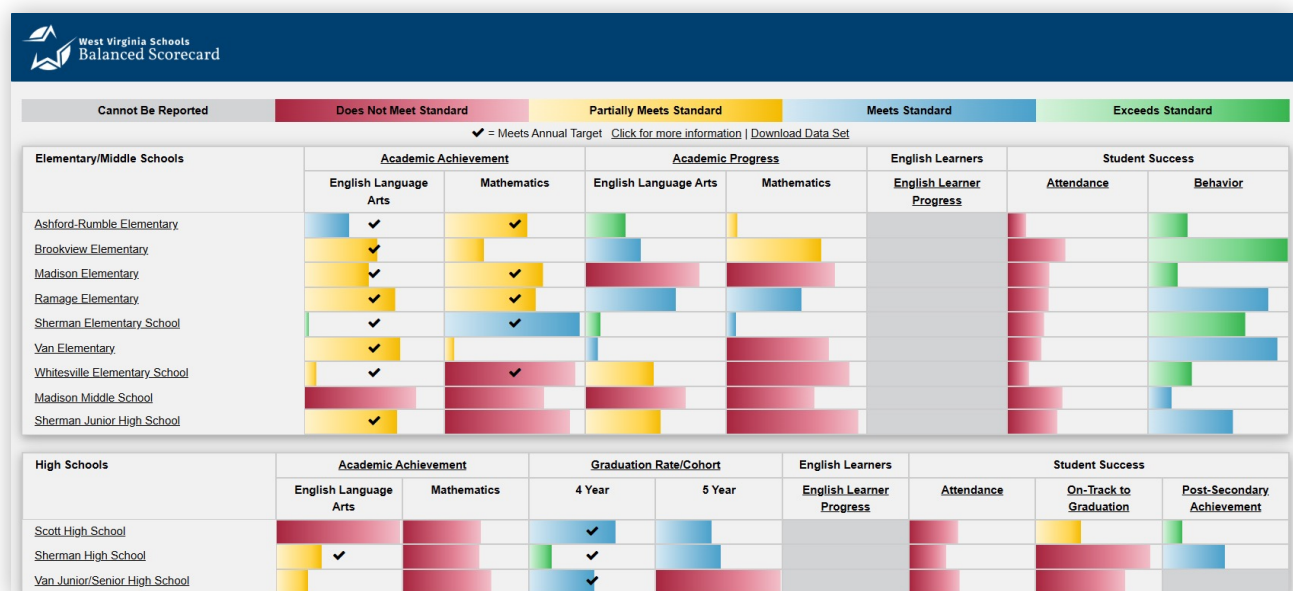 West Virginia Schools
Balanced Scorecard
Cannot Be Reported Does Not Meet Standard Partially Meets Standard Meets Standard Exceeds Standard
✔ = Meets Annual Target Click for more information | Download Data Set
Elementary/Middle Schools Academic Achievement Academic Progress English Learners Student Success
English Language Arts Mathematics English Language Arts Mathematics English Learner Progress Attendance Behavior
Ashford-Rumble Elementary
Brookview Elementary
Madison Elementary
Ramage Elementary
Sherman Elementary School
Van Elementary
Whitesville Elementary School
Madison Middle School
Sherman Junior High School
High Schools Academic Achievement Graduation Rate/Cohort English Learners Student Success
English Language Arts Mathematics 4 Year 5 Year English Learner Progress Attendance On-Track to Graduation Post-Secondary Achievement
Scott High School
Sherman High School
Van Junior/Senior High School